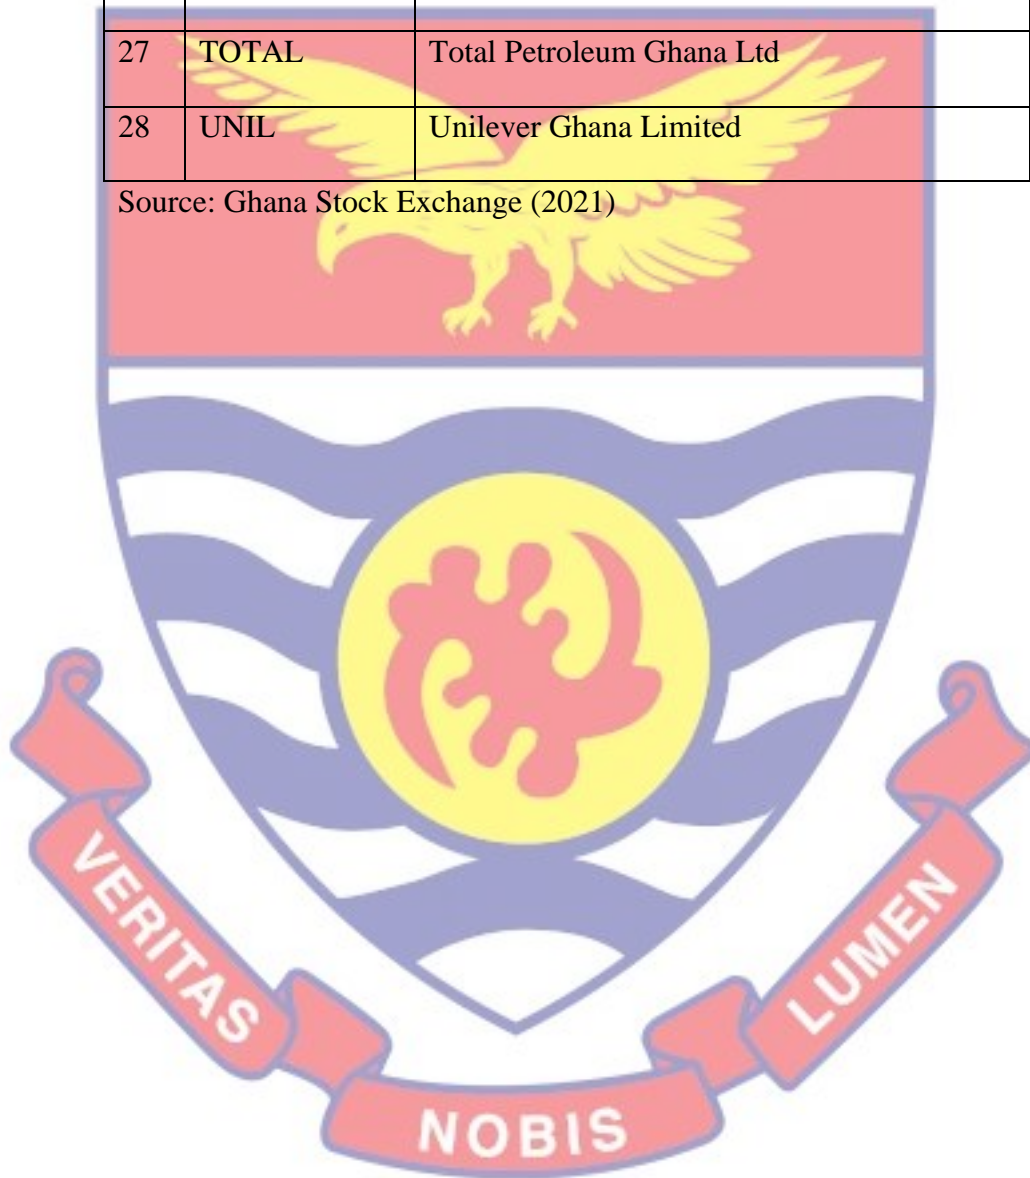 27 TOTAL Total Petroleum Ghana Ltd
28 UNIL Unilever Ghana Limited
Source: Ghana Stock Exchange (2021)
VERITAS
NOBIS
LUMEN